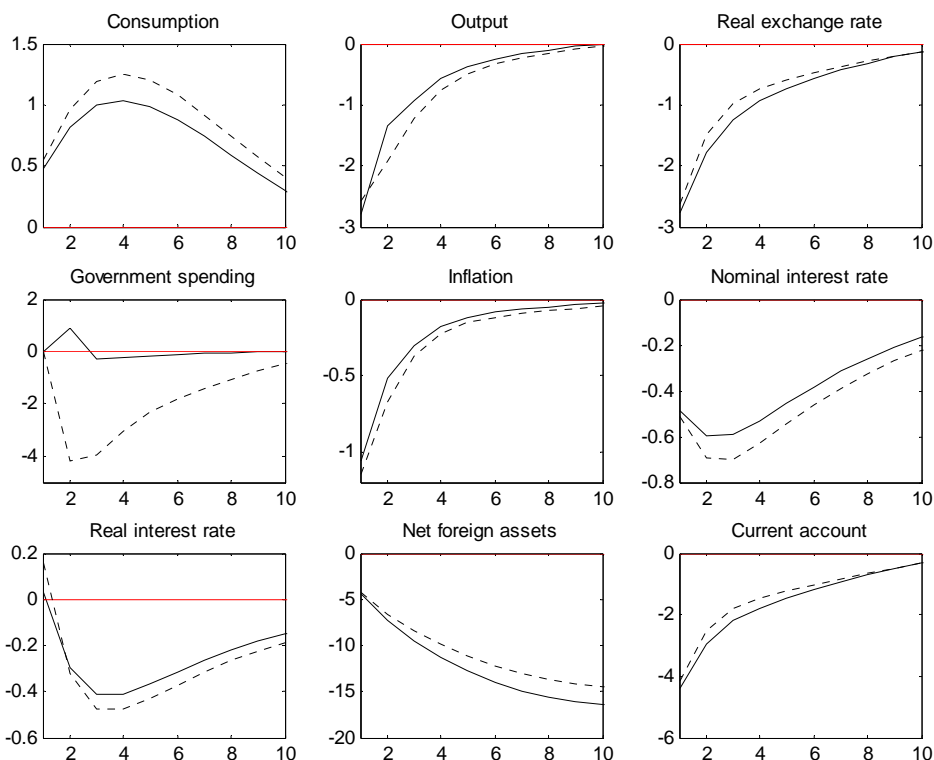 Consumption
1.5
1
0.5
0
2 4 6 8 10
Output
0
-1
-2
-3
2 4 6 8 10
Real exchange rate
0
-1
-2
-3
2 4 6 8 10
Government spending
2
0
-2
-4
2 4 6 8 10
Inflation
0
-0.5
-1
2 4 6 8 10
Nominal interest rate
0
-0.2
-0.4
-0.6
-0.8
2 4 6 8 10
Real interest rate
0.2
0
-0.2
-0.4
-0.6
2 4 6 8 10
Net foreign assets
0
-5
-10
-15
-20
2 4 6 8 10
Current account
0
-2
-4
-6
2 4 6 8 10